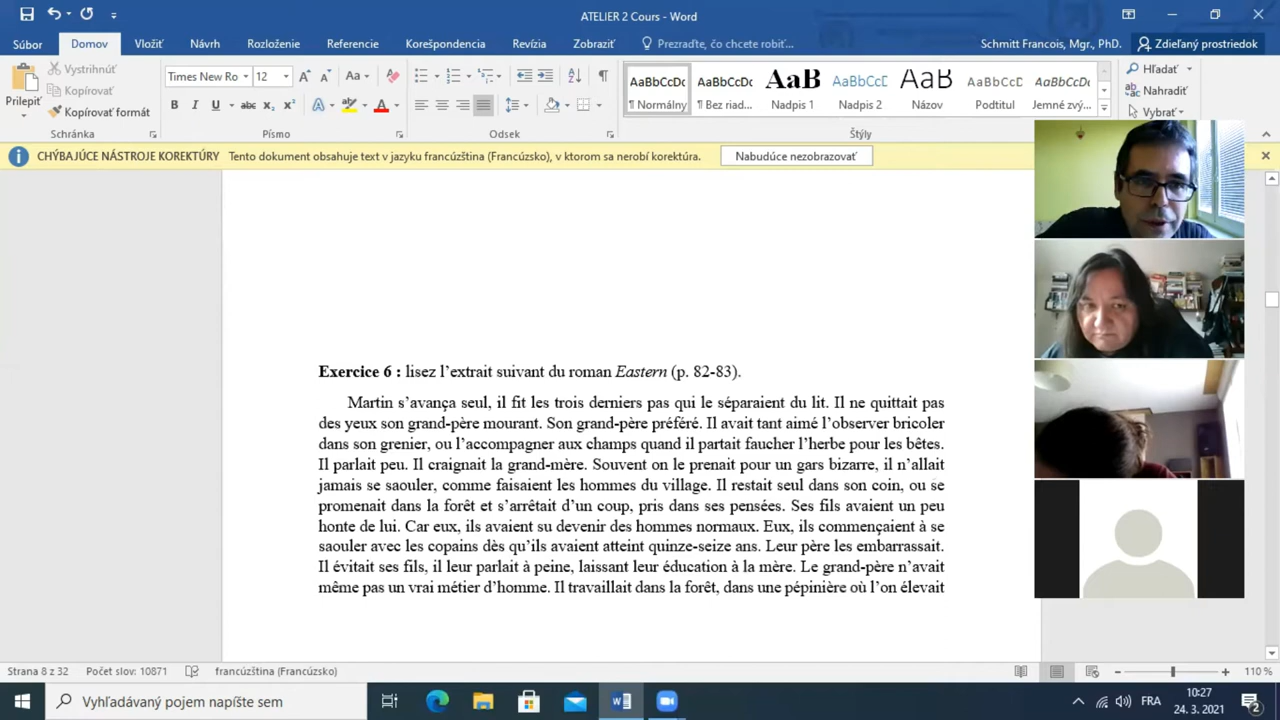 ATELIER 2 Cours - Word
Súbor Domov Vložiť Návrh Rozloženie Referencie Korešpondencia Revízia Zobraziť Prezraďte, čo chcete robiť... Schmitt Francois, Mgr., PhD. Zdieľaný prostriedok
Prilepiť
Vystrihnúť
Kopírovať
Kopírovať formát
Schránka
Times New Ro 12
Písmo
Odsek
AaBbCcDc AaBbCcDc AaB AaBbCcD AaB AaBbCcD AaBbCcDc
¶ Normálny ¶ Bez riad... Nadpis 1 Nadpis 2 Názov Podtitul Jemné zvý...
Štýly
Hľadať
Nahradiť
Vybrať
CHÝBAJÚCE NÁSTROJE KOREKTÚRY Tento dokument obsahuje text v jazyku francúzština (Francúzsko), v ktorom sa nerobí korektúra. Nabudúce nezobrazovať
Exercice 6 : lisez l’extrait suivant du roman Eastern (p. 82-83).
Martin s’avança seul, il fit les trois derniers pas qui le séparaient du lit. Il ne quittait pas
des yeux son grand-père mourant. Son grand-père préféré. Il avait tant aimé l’observer bricoler
dans son grenier, ou l’accompagner aux champs quand il partait faucher l’herbe pour les bêtes.
Il parlait peu. Il craignait la grand-mère. Souvent on le prenait pour un gars bizarre, il n’allait
jamais se saouler, comme faisaient les hommes du village. Il restait seul dans son coin, ou se
promenait dans la forêt et s’arrêtait d’un coup, pris dans ses pensées. Ses fils avaient un peu
honte de lui. Car eux, ils avaient su devenir des hommes normaux. Eux, ils commençaient à se
saouler avec les copains dès qu’ils avaient atteint quinze-seize ans. Leur père les embarrassait.
Il évitait ses fils, il leur parlait à peine, laissant leur éducation à la mère. Le grand-père n’avait
même pas un vrai métier d’homme. Il travaillait dans la forêt, dans une pépinière où l’on élevait
Strana 8 z 32 Počet slov: 10871 francúzština (Francúzsko) 110 %
Vyhľadávaný pojem napíšte sem
FRA
10:27
24. 3. 2021
2